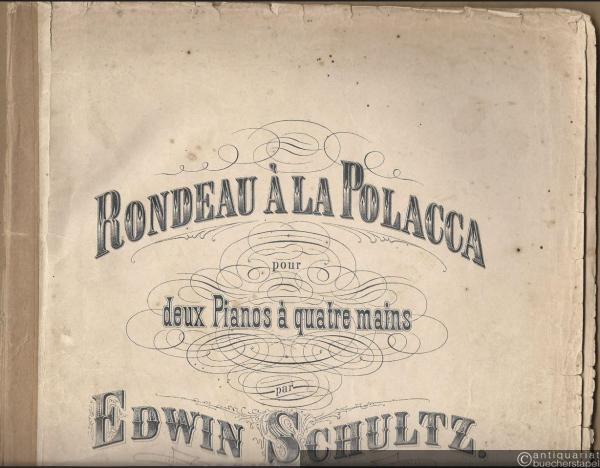 RONDEAU À LA POLACCA
pour
deux Pianos à quatre mains
par
EDWIN SCHULTZ.
©antiquariat
buecherstapel